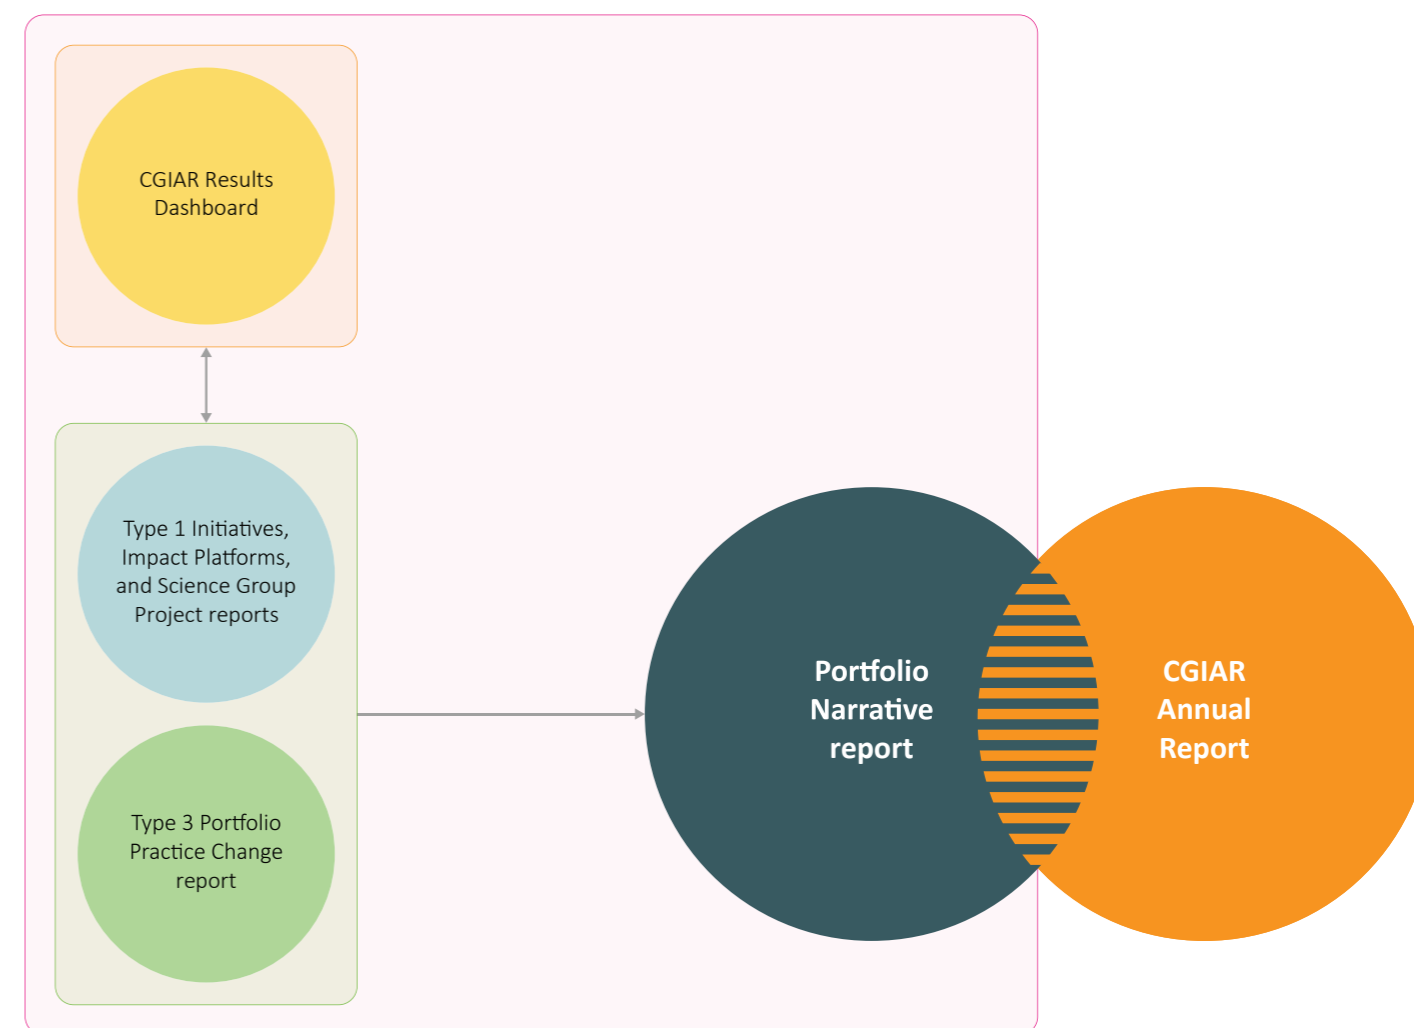 CGIAR Results
Dashboard
Type 1 Initiatives,
Impact Platforms,
and Science Group
Project reports
Type 3 Portfolio
Practice Change
report
Portfolio
Narrative
report
CGIAR
Annual
Report